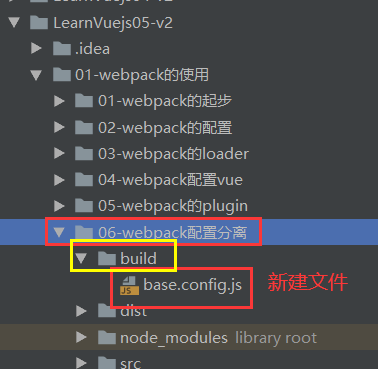 LearnVuejs05-v2
.idea
01-webpack的使用
01-webpack的起步
02-webpack的配置
03-webpack的loader
04-webpack配置vue
05-webpack的plugin
06-webpack配置分离
build
base.config.js 新建文件
dist
node_modules library root
src